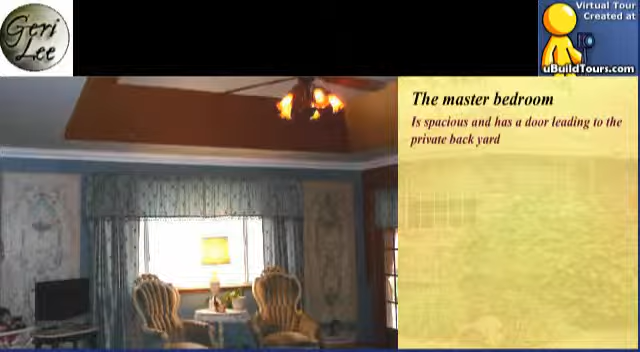 Geri
Lee
Virtual Tour
Created at
uBuildTours.com
The master bedroom
Is spacious and has a door leading to the
private back yard